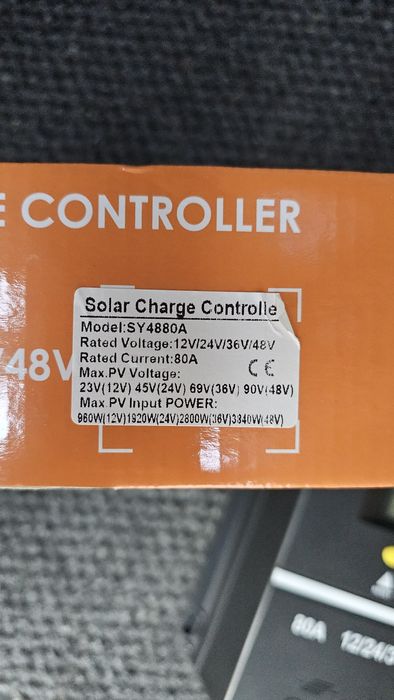 E CONTROLLER
/48V
Solar Charge Controlle
Model:SY4880A
Rated Voltage:12V/24V/36V/48V
Rated Current:80A
CE
Max.PV Voltage:
23V(12V) 45V(24V) 69V(36V) 90V(48V)
Max.PV Input POWER:
960W(12V)1920W(24V)2800W(36V)3840W(48V)
80A 12/24/3